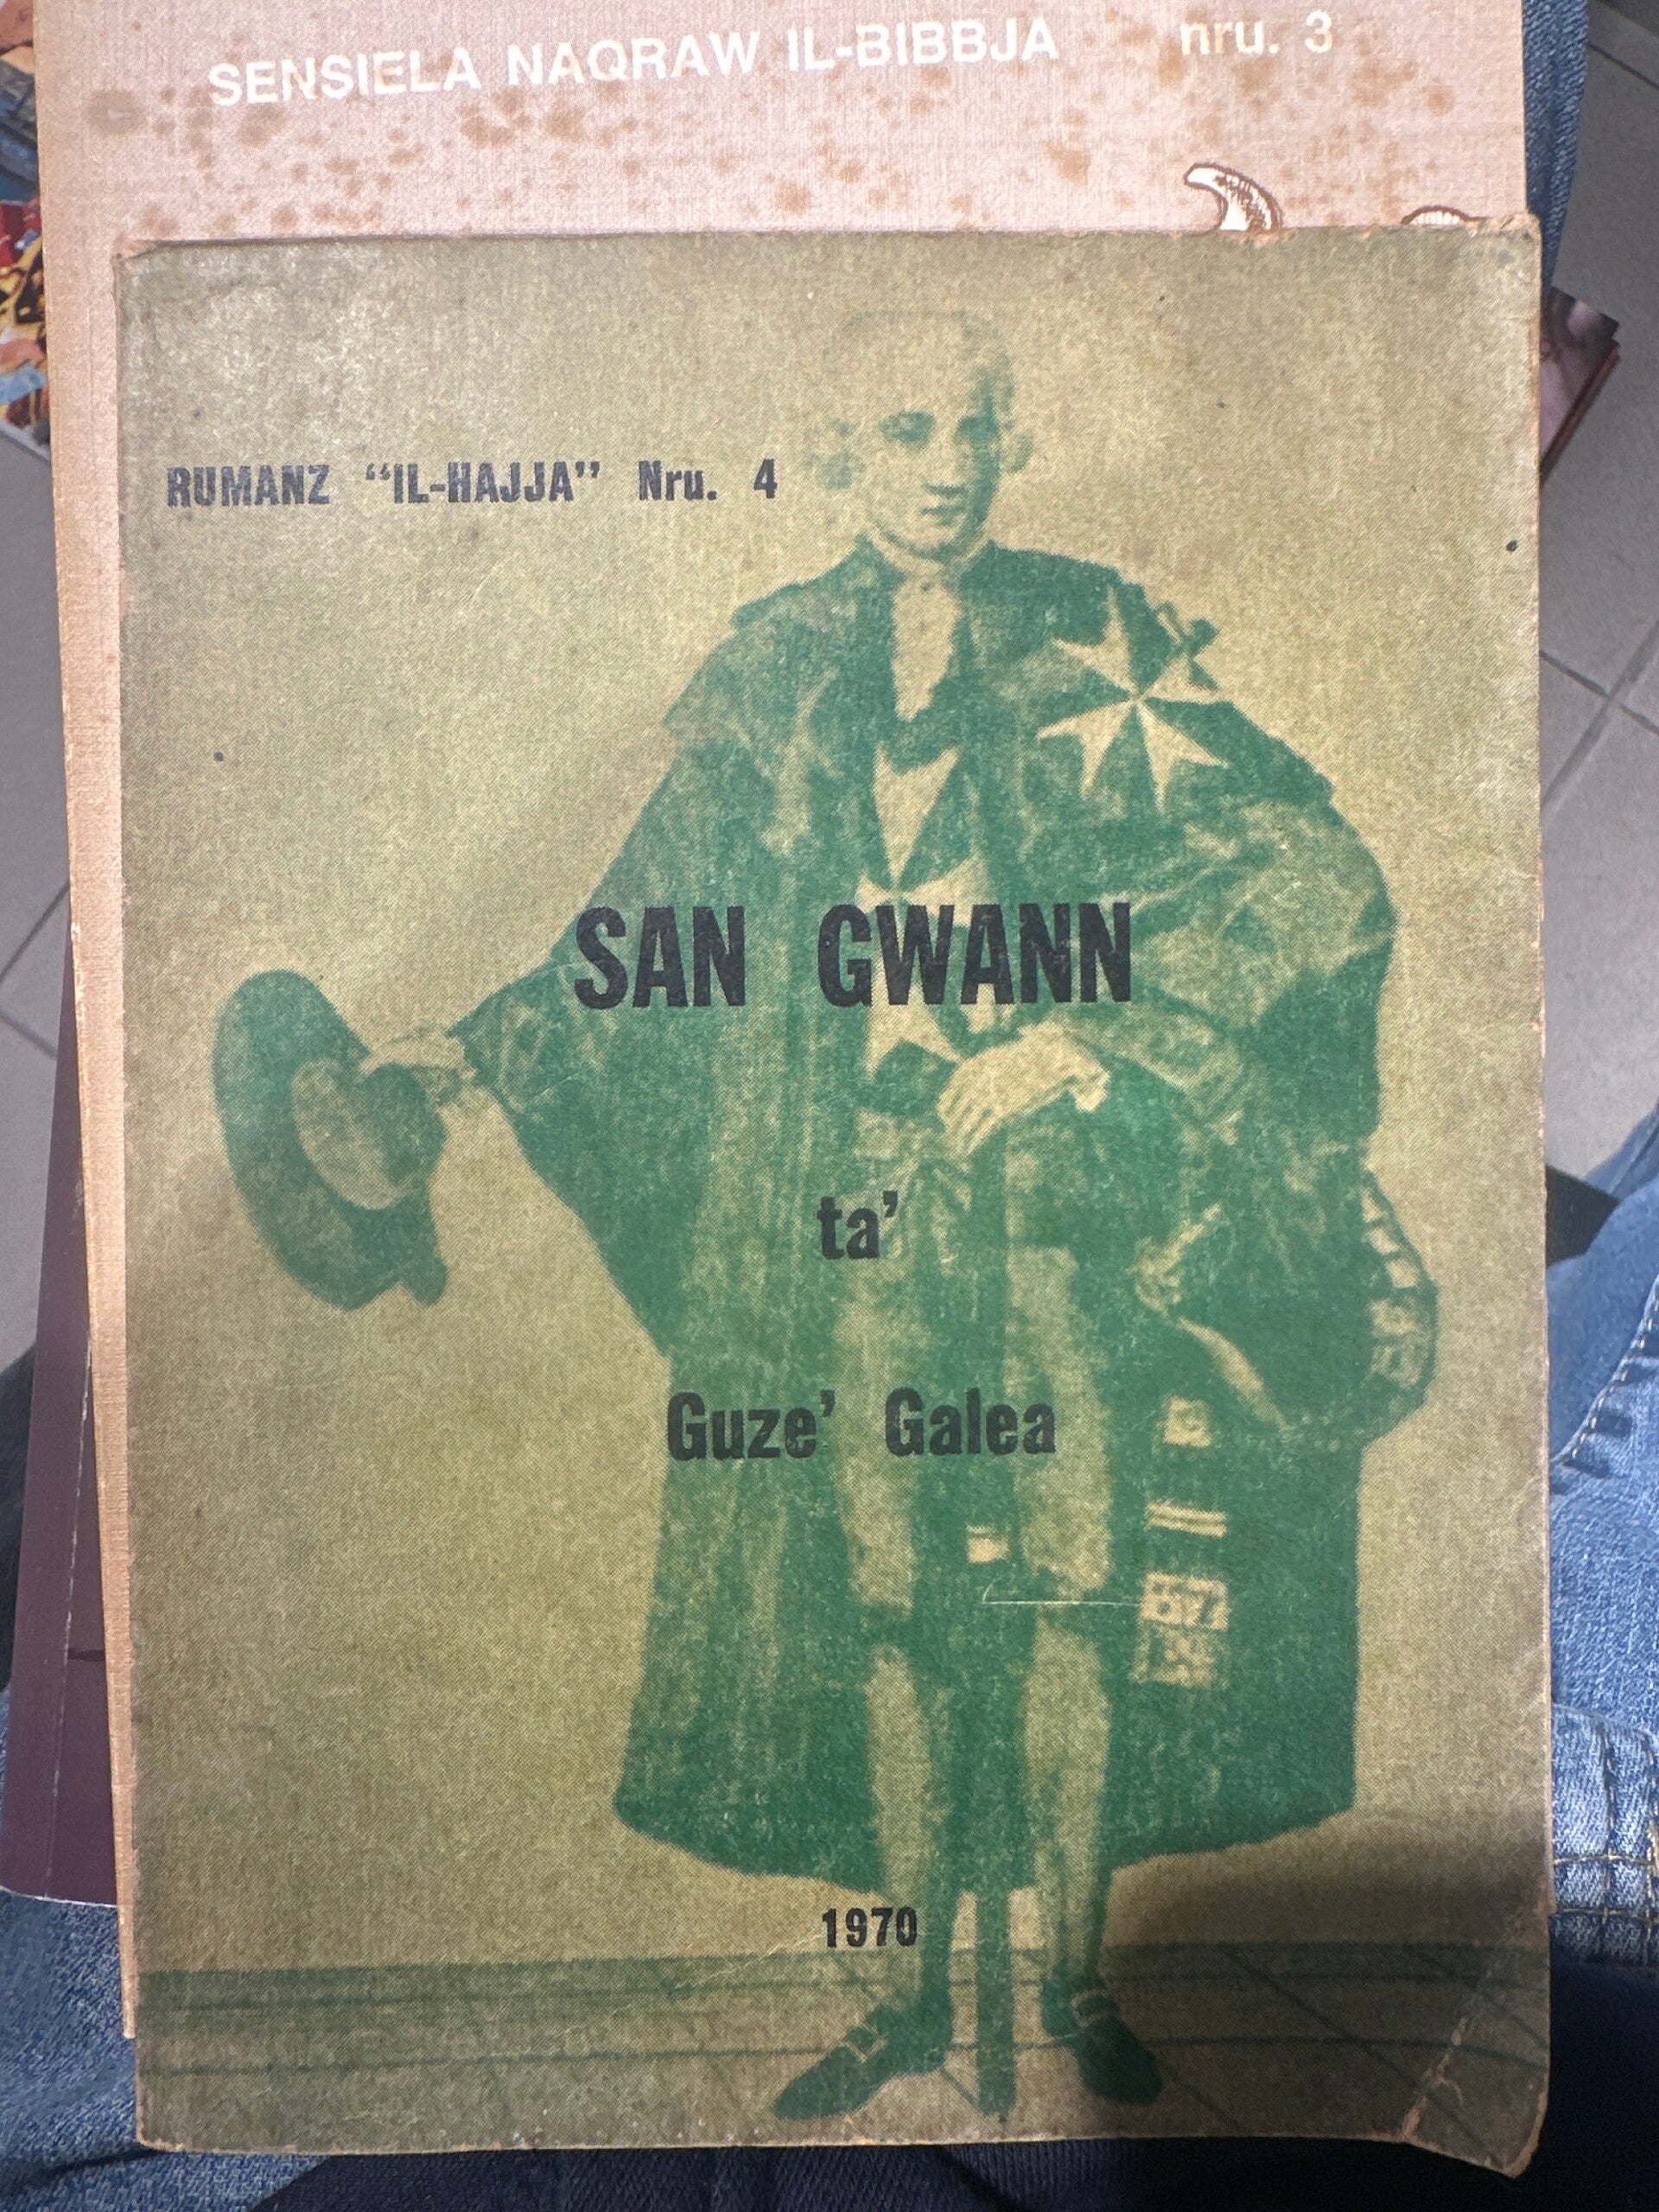 SENSIELA NAQRAW IL-BIBBJA nru. 3
RUMANZ “IL-HAJJA” Nru. 4
SAN GWANN
ta’
Guze’ Galea
1970